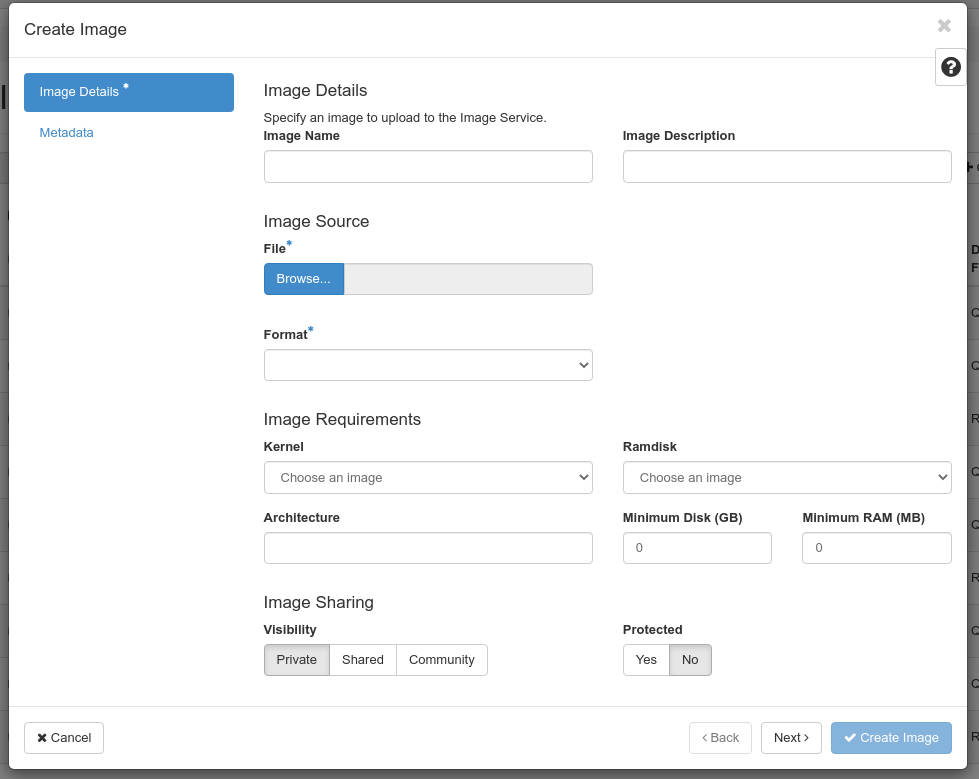 Create Image
Image Details *
Metadata
Image Details
Specify an image to upload to the Image Service.
Image Name
Image Description
Image Source
File*
Browse...
Format*
Image Requirements
Kernel
Ramdisk
Choose an image
Choose an image
Architecture
Minimum Disk (GB)
Minimum RAM (MB)
0
0
Image Sharing
Visibility
Protected
Private Shared Community
Yes No
Cancel
Back
Next
Create Image